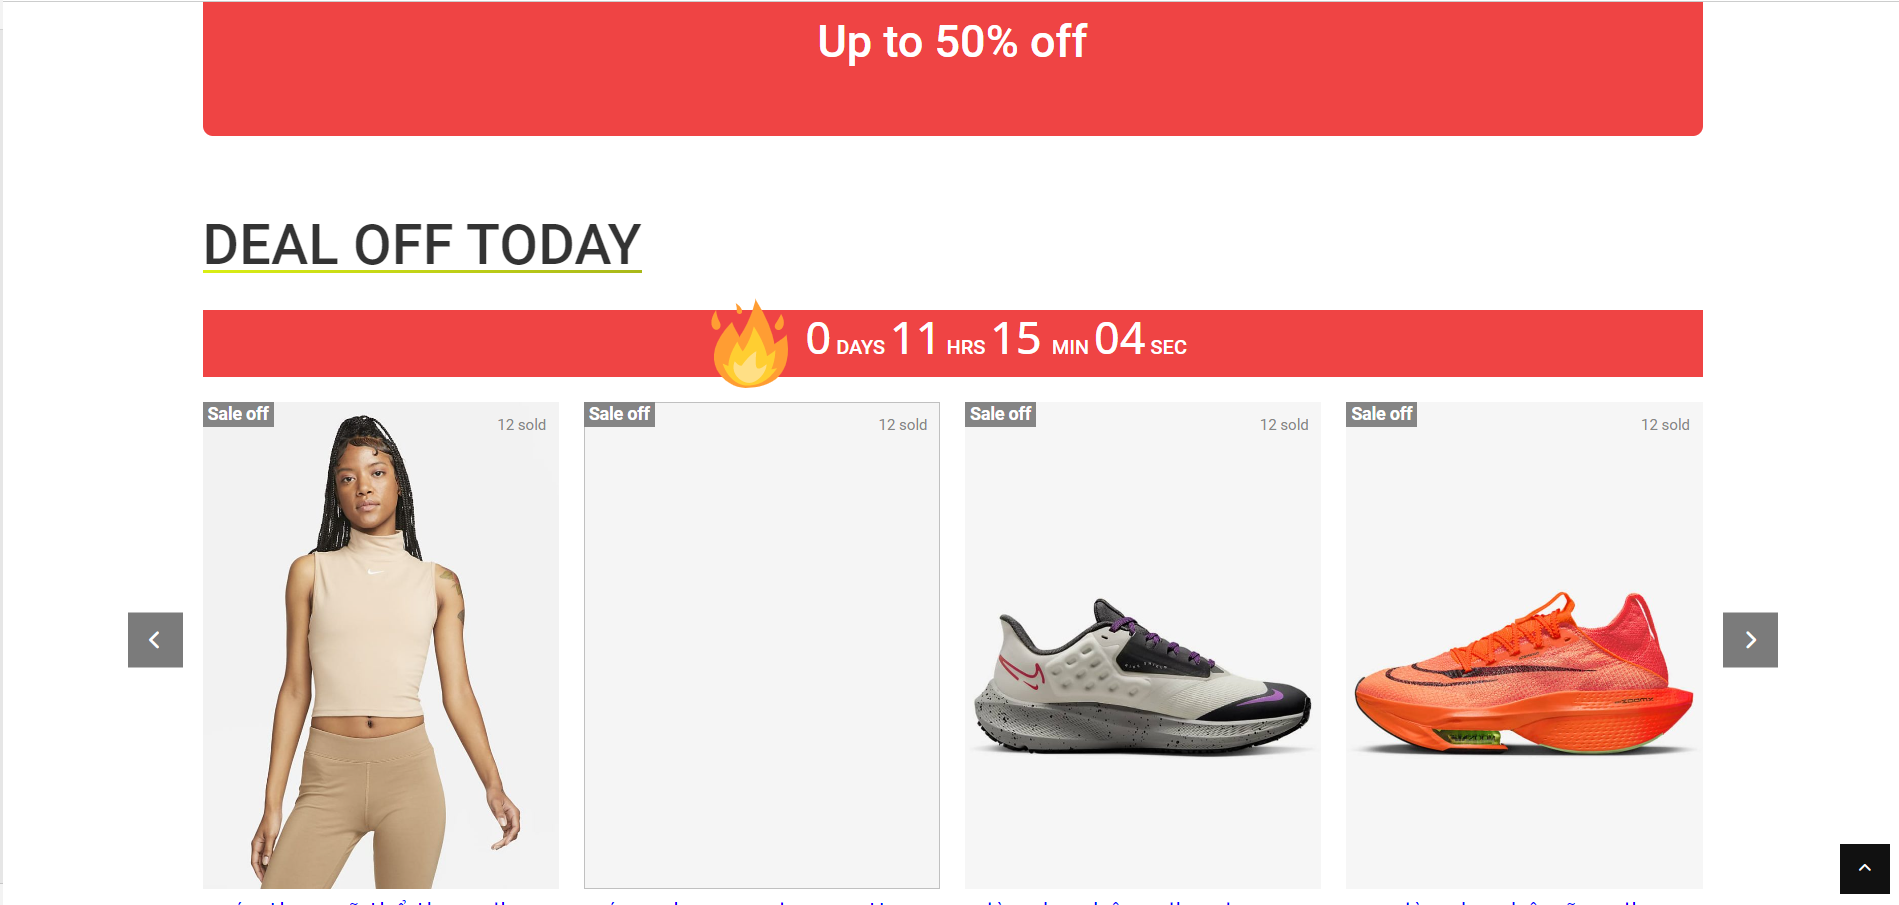 Up to 50% off
DEAL OFF TODAY
0 DAYS 11 HRS 15 MIN 04 SEC
Sale off
12 sold
Sale off
12 sold
Sale off
12 sold
Sale off
12 sold